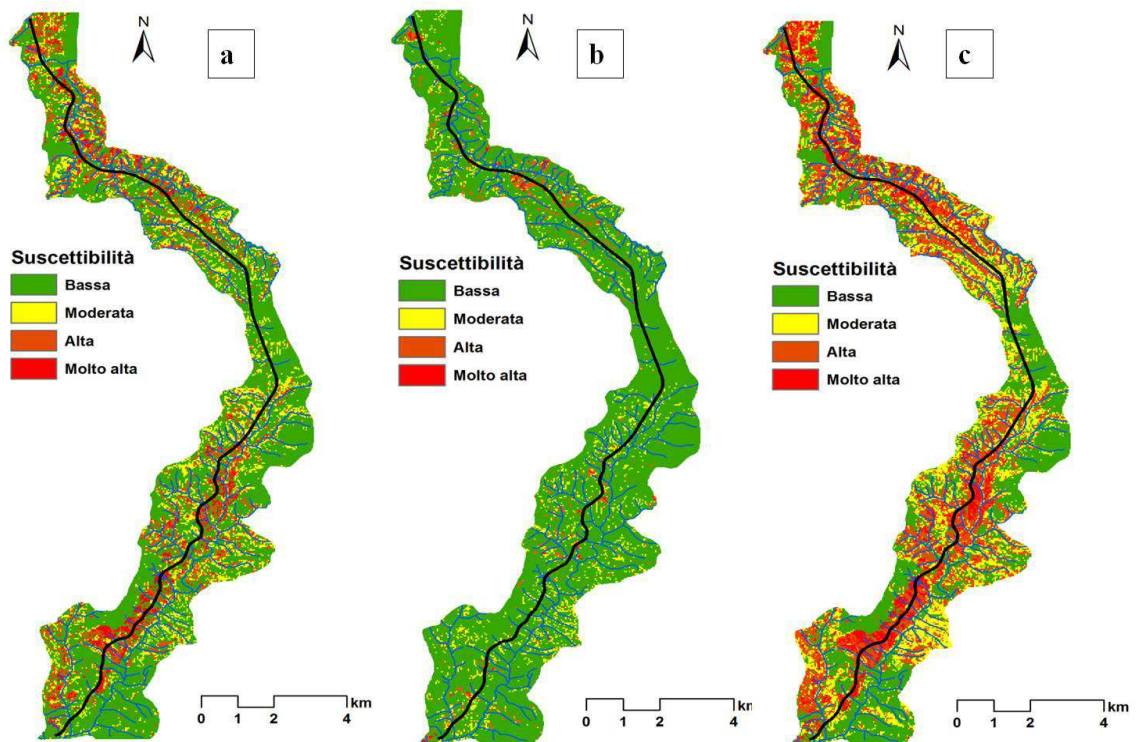 N
a
Suscettibilità
Bassa
Moderata
Alta
Molto alta
km
0 1 2 4
N
b
Suscettibilità
Bassa
Moderata
Alta
Molto alta
km
0 1 2 4
N
c
Suscettibilità
Bassa
Moderata
Alta
Molto alta
km
0 1 2 4